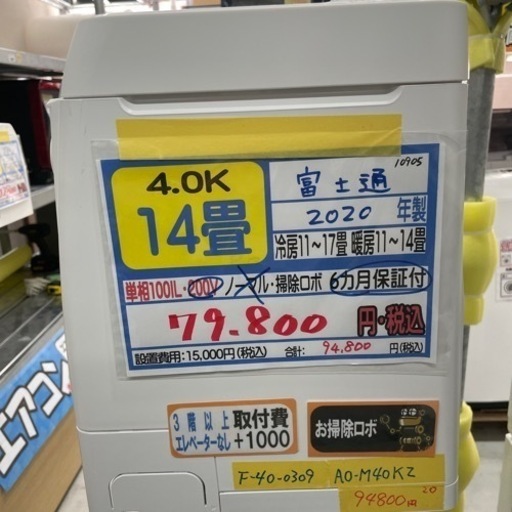 10905
4.0K
14畳
富士通
2020 年製
冷房11～17畳 暖房11～14畳
単相100IL・200V ノーマル・掃除ロボ 6カ月保証付
79.800 円・税込
設置費用:15,000円(税込) 合計: 94,800 円(税込)
3階以上
エレベーターなし
取付費
+1000
お掃除ロボ
F-40-0309 AO-M40KZ
94800円
20
エアコン